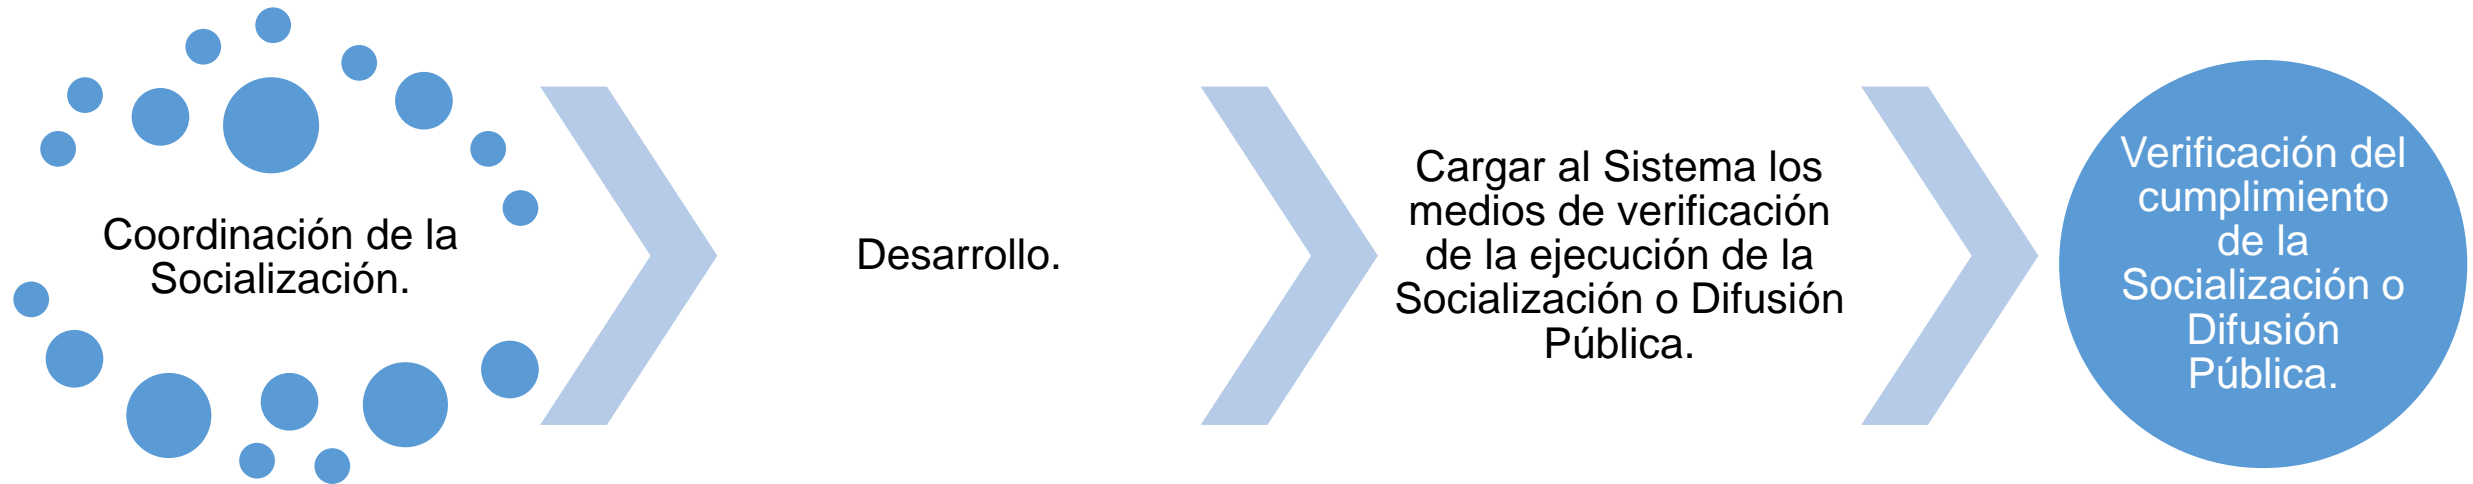 Coordinación de la
Socialización.
Desarrollo.
Cargar al Sistema los
medios de verificación
de la ejecución de la
Socialización o Difusión
Pública.
Verificación del
cumplimiento
de la
Socialización o
Difusión
Pública.